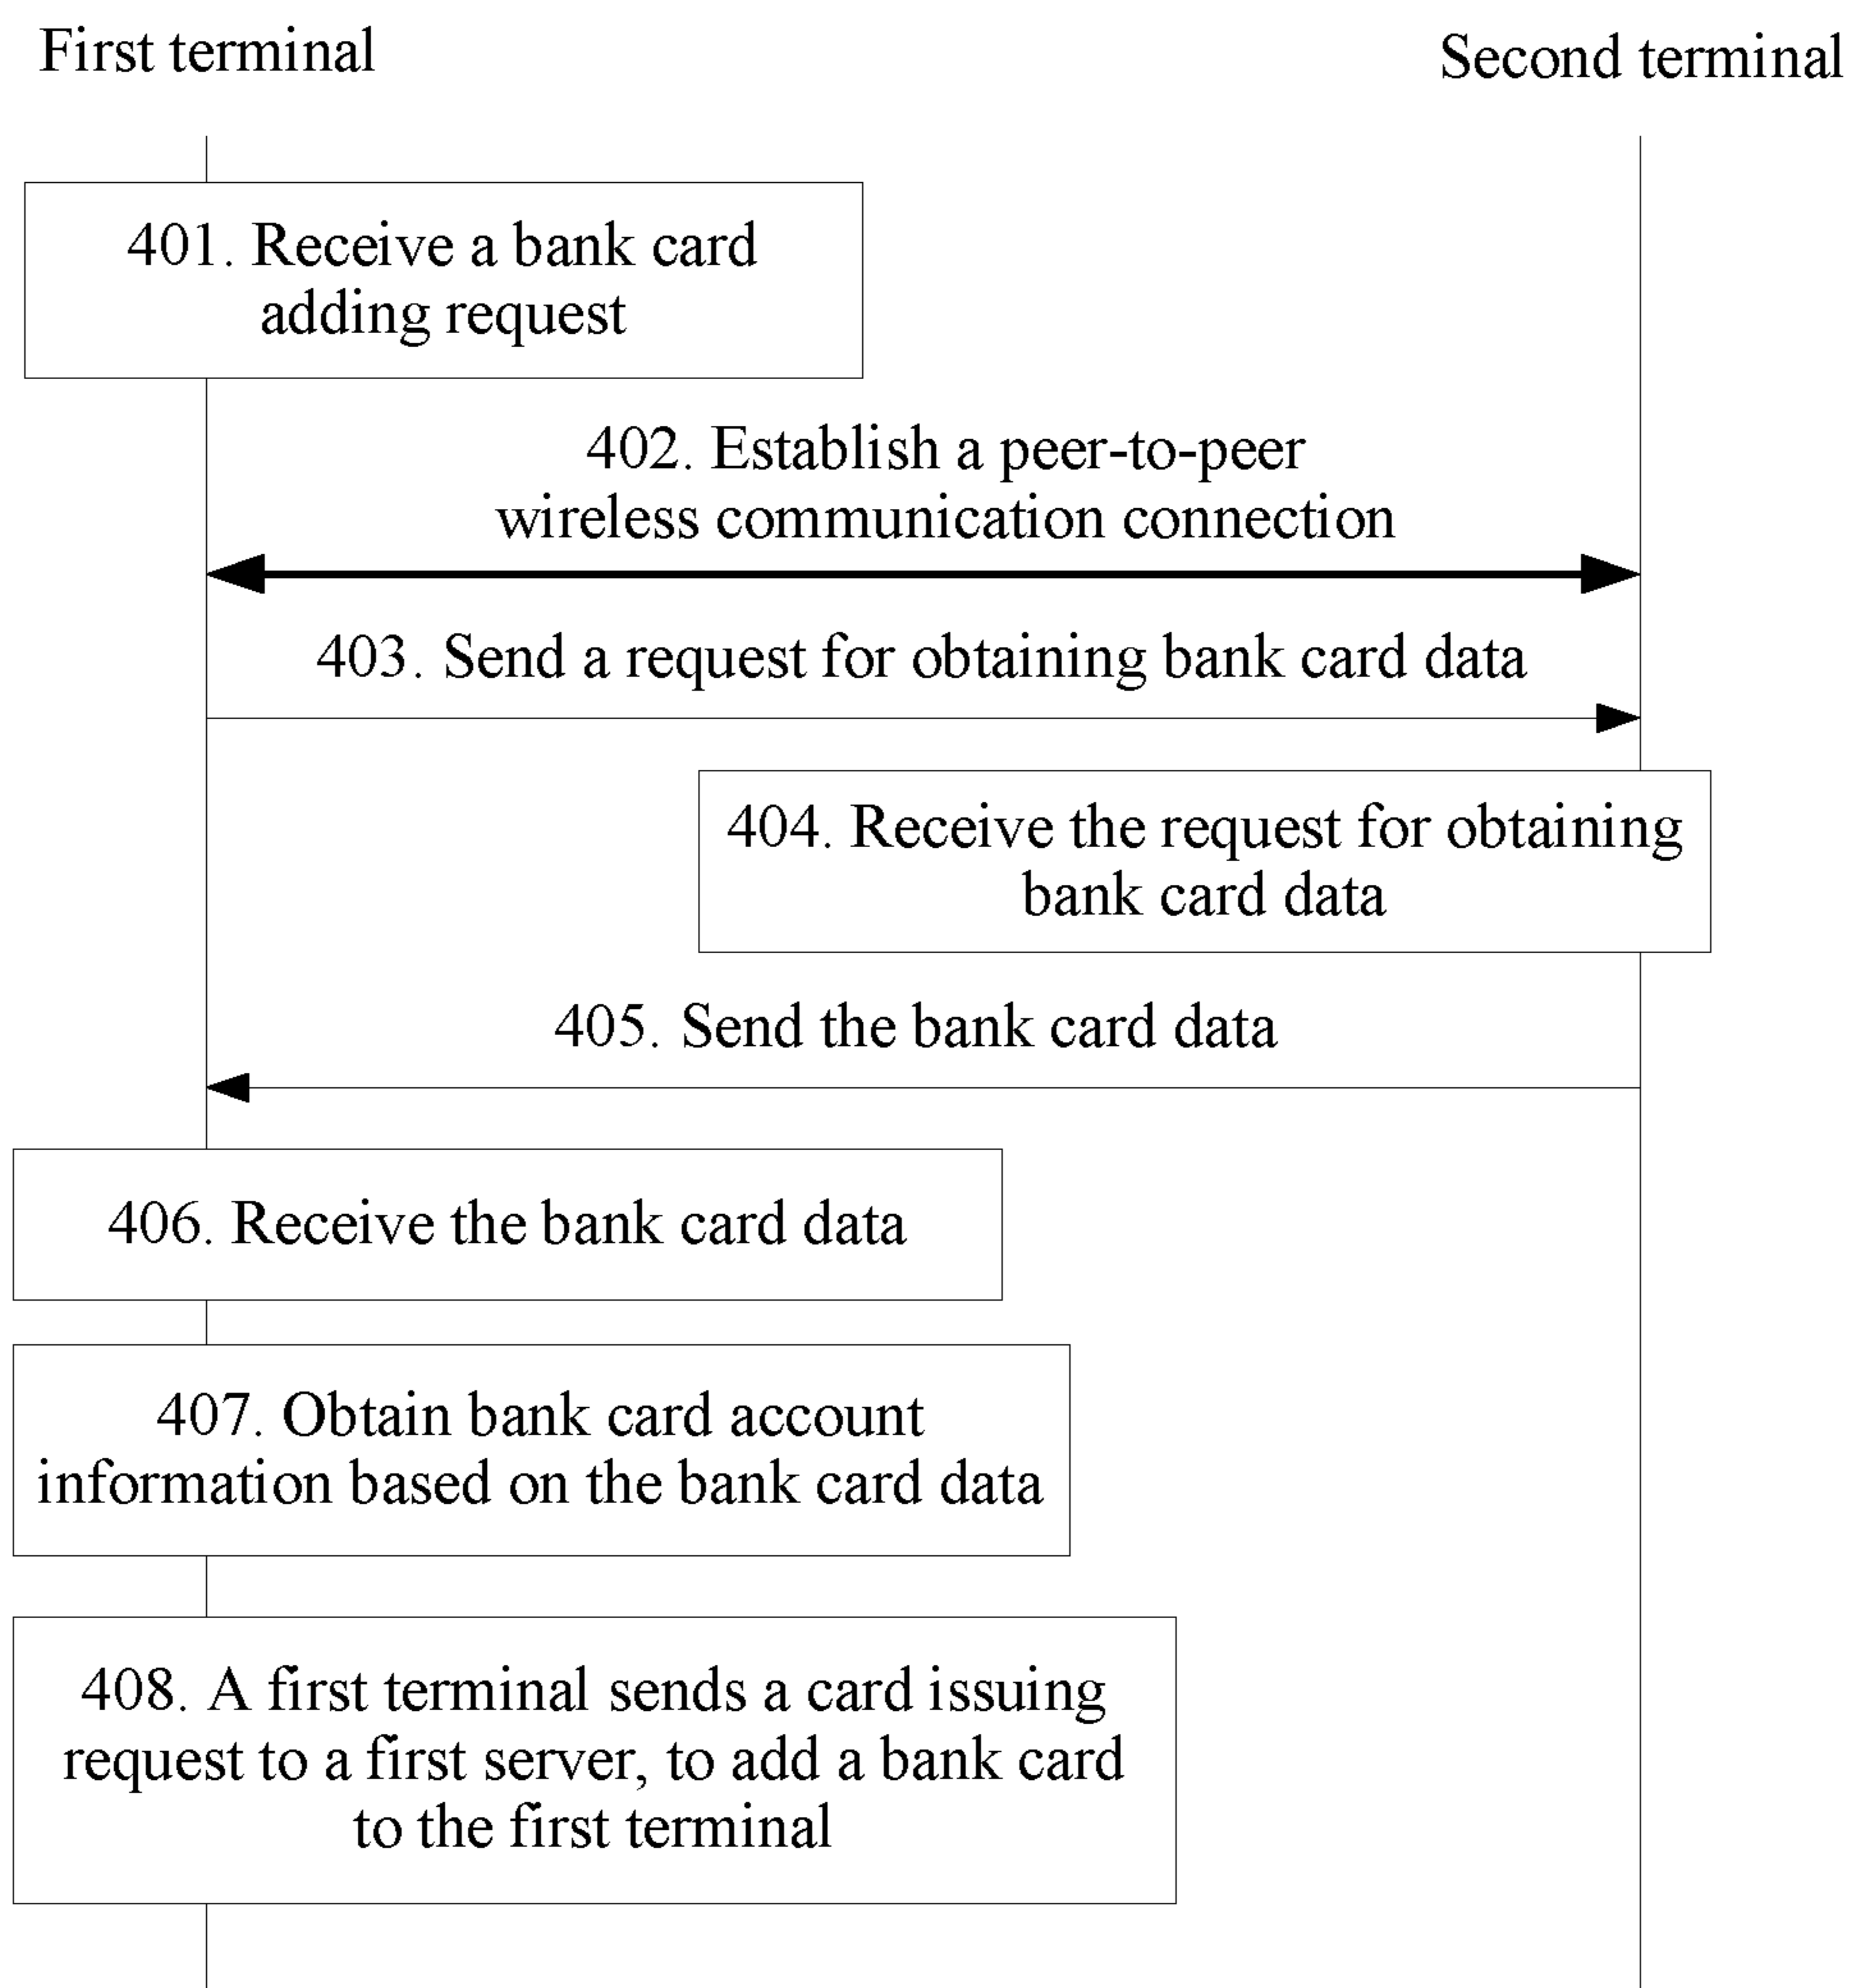 First terminal
Second terminal
401. Receive a bank card
adding request
402. Establish a peer-to-peer
wireless communication connection
403. Send a request for obtaining bank card data
404. Receive the request for obtaining
bank card data
405. Send the bank card data
406. Receive the bank card data
407. Obtain bank card account
information based on the bank card data
408. A first terminal sends a card issuing
request to a first server, to add a bank card
to the first terminal